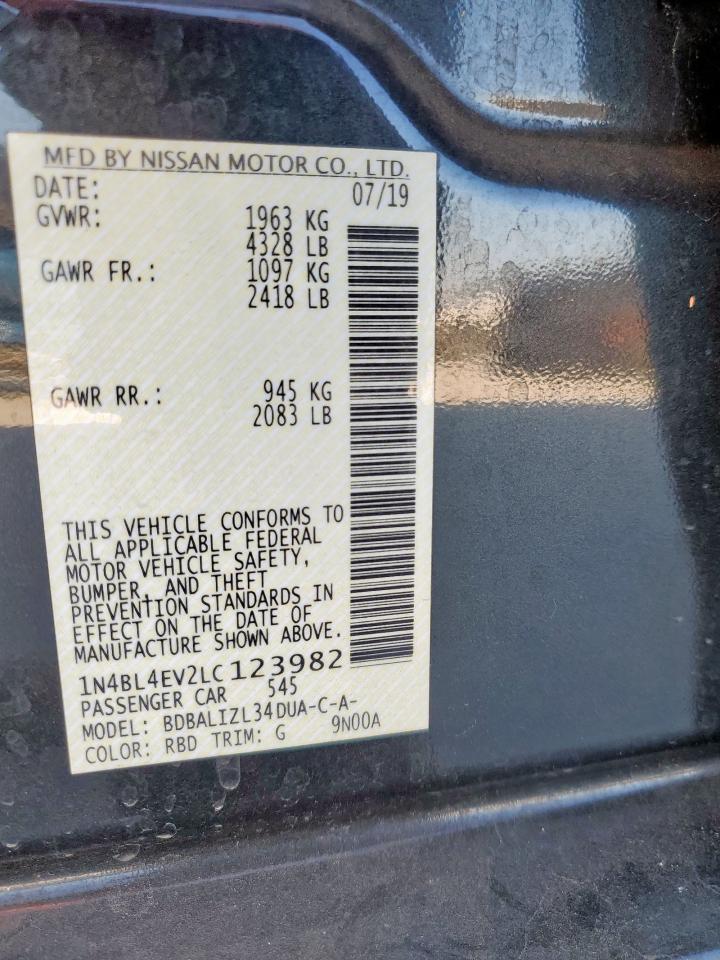 MFD BY NISSAN MOTOR CO., LTD.
DATE: 07/19
GVWR: 1963 KG
4328 LB
GAWR FR.: 1097 KG
2418 LB
GAWR RR.: 945 KG
2083 LB
THIS VEHICLE CONFORMS TO
ALL APPLICABLE FEDERAL
MOTOR VEHICLE SAFETY,
BUMPER, AND THEFT
PREVENTION STANDARDS IN
EFFECT ON THE DATE OF
MANUFACTURE SHOWN ABOVE.
1N4BL4EV2LC123982
PASSENGER CAR 545
MODEL: BDBALIZL34DUA-C-A-
9N00A
COLOR: RBD TRIM: G